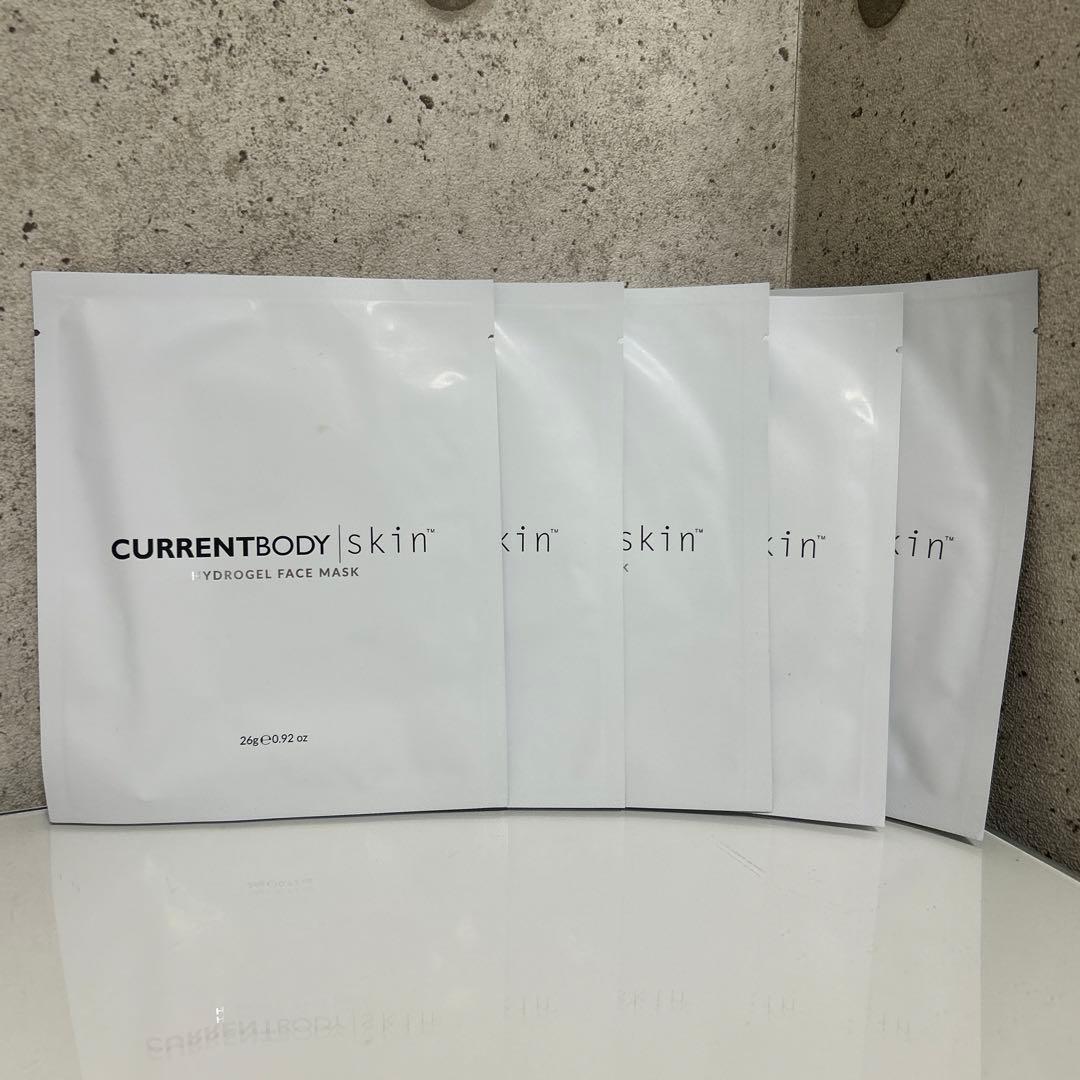 CURRENTBODY|skin™
HYDROGEL FACE MASK
26g℮0.92 oz
kin™
skin™
K
kin™
kin™